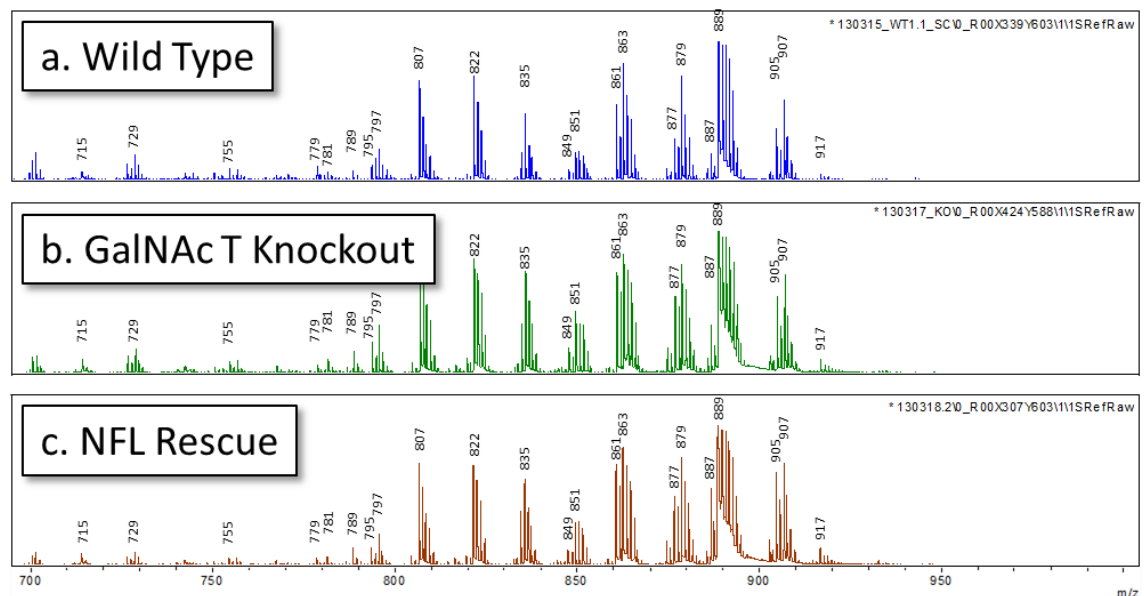 a. Wild Type
* 130315_WT1.1_SC\0_R00X339Y603\1\1SRefRaw
715 729 755 779 781 789 795 797 807 822 835 849 851 861 863 877 879 887 889 905 907 917
b. GalNAc T Knockout
* 130317_KO\0_R00X424Y588\1\1SRefRaw
715 729 755 779 781 789 795 797 822 835 849 851 861 863 877 879 887 889 905 907 917
c. NFL Rescue
* 130318.2\0_R00X307Y603\1\1SRefRaw
715 729 755 779 781 789 795 797 807 822 835 849 851 861 863 877 879 887 889 905 907 917
700 750 800 850 900 950
m/z